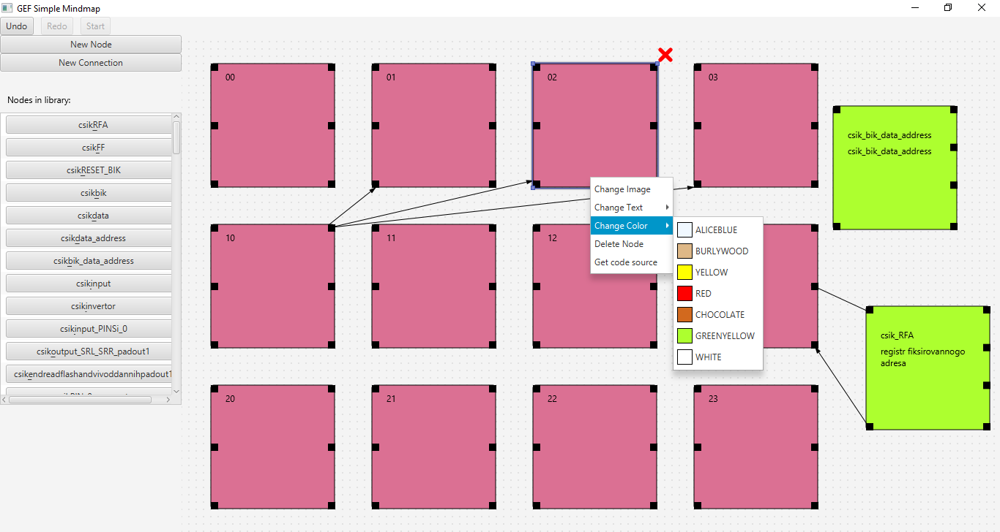 GEF Simple Mindmap
Undo
Redo
Start
New Node
New Connection
Nodes in library:
csikRFA
csikFF
csikRESET_BIK
csikbik
csikdata
csikdata_address
csikbik_data_address
csikinput
csikinvertor
csikinput_PINSi_0
csikoutput_SRL_SRR_padout1
csikendreadflashandvivoddannihpadout1
00
01
02
03
csik_bik_data_address
csik_bik_data_address
10
11
12
Change Image
Change Text
Change Color
Delete Node
Get code source
ALICEBLUE
BURLYWOOD
YELLOW
RED
CHOCOLATE
GREENYELLOW
WHITE
csik_RFA
registr fiksirovannogo
adresa
20
21
22
23